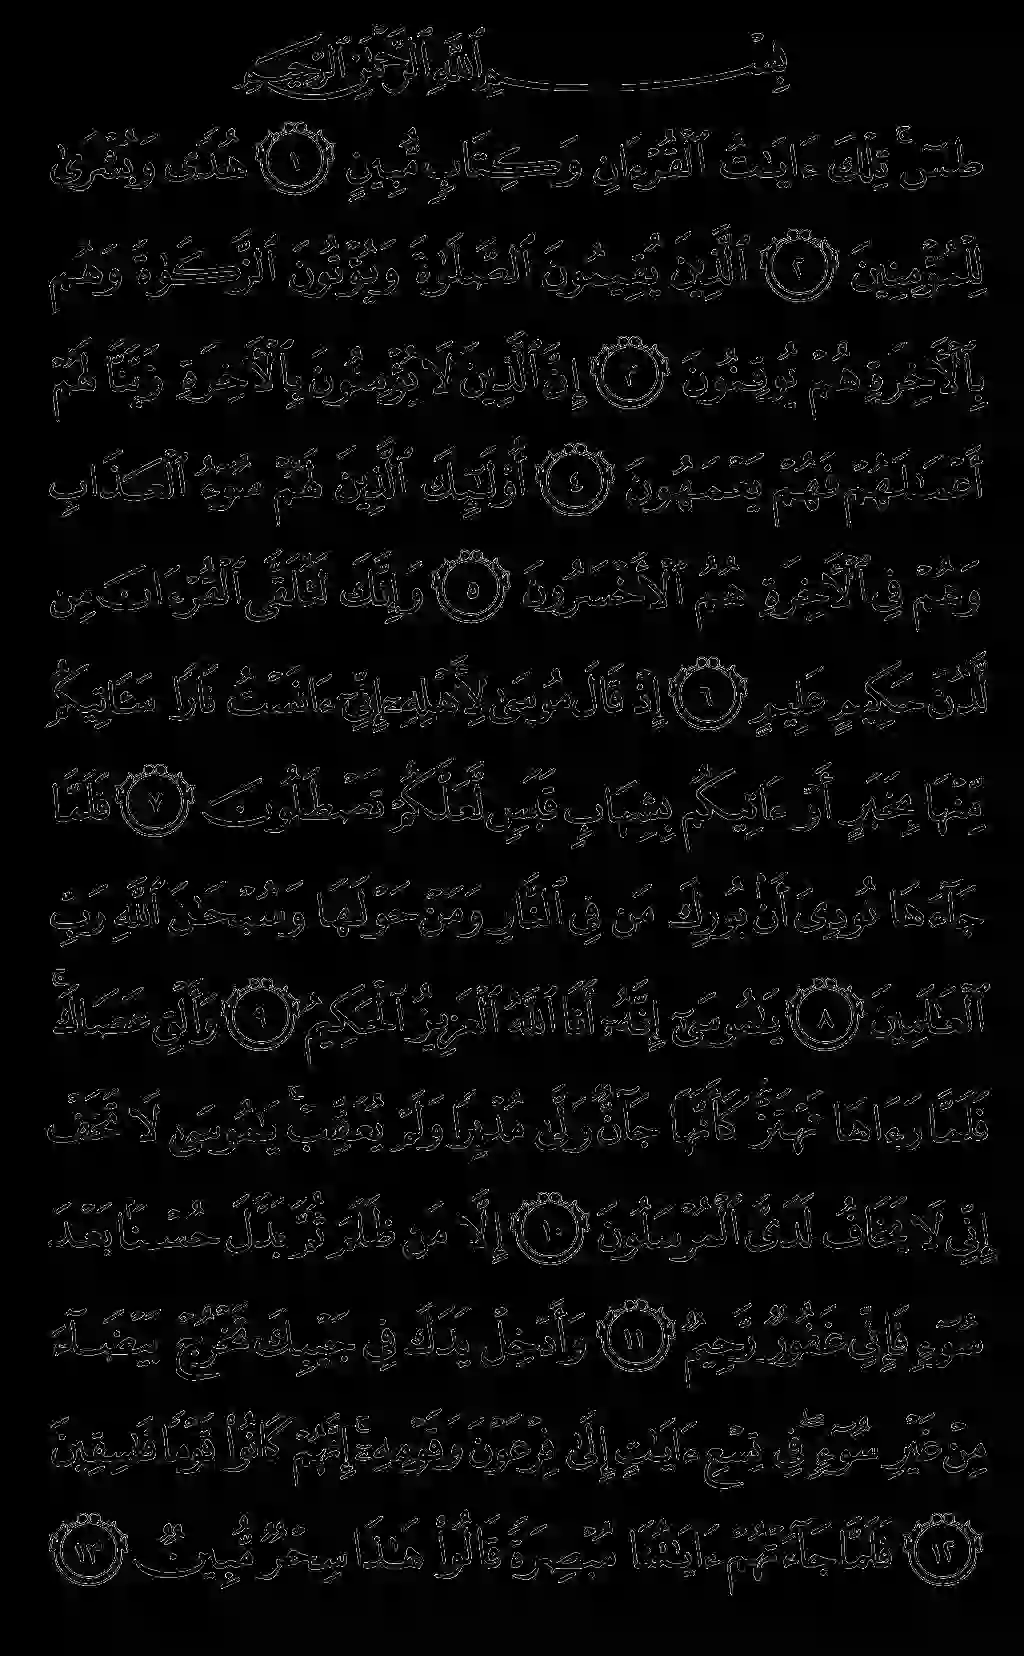 بِسْمِ ٱللَّهِ ٱلرَّحْمَٰنِ ٱلرَّحِيمِ
طسٓ ۚ تِلْكَ ءَايَٰتُ ٱلْقُرْءَانِ وَكِتَابٍ مُّبِينٍ ١ هُدًى وَبُشْرَىٰ
لِلْمُؤْمِنِينَ ٢ ٱلَّذِينَ يُقِيمُونَ ٱلصَّلَوٰةَ وَيُؤْتُونَ ٱلزَّكَوٰةَ وَهُم
بِٱلْأَخِرَةِ هُمْ يُوقِنُونَ ٣ إِنَّ ٱلَّذِينَ لَا يُؤْمِنُونَ بِٱلْأَخِرَةِ زَيَّنَّا لَهُمْ
أَعْمَٰلَهُمْ فَهُمْ يَعْمَهُونَ ٤ أُو۟لَٰٓئِكَ ٱلَّذِينَ لَهُمْ سُوٓءُ ٱلْعَذَابِ
وَهُمْ فِى ٱلْأَخِرَةِ هُمُ ٱلْأَخْسَرُونَ ٥ وَإِنَّكَ لَتُلَقَّى ٱلْقُرْءَانَ مِن
لَّدُنْ حَكِيمٍ عَلِيمٍ ٦ إِذْ قَالَ مُوسَىٰ لِأَهْلِهِۦٓ إِنِّىٓ ءَانَسْتُ نَارًا سَـَٔاتِيكُم
مِّنْهَا بِخَبَرٍ أَوْ ءَاتِيكُم بِشِهَابٍ قَبَسٍ لَّعَلَّكُمْ تَصْطَلُونَ ٧ فَلَمَّا
جَآءَهَا نُودِىَ أَنۢ بُورِكَ مَن فِى ٱلنَّارِ وَمَنْ حَوْلَهَا وَسُبْحَٰنَ ٱللَّهِ رَبِّ
ٱلْعَٰلَمِينَ ٨ يَٰمُوسَىٰٓ إِنَّهُۥٓ أَنَا ٱللَّهُ ٱلْعَزِيزُ ٱلْحَكِيمُ ٩ وَأَلْقِ عَصَاكَ ۚ
فَلَمَّا رَءَاهَا تَهْتَزُّ كَأَنَّهَا جَآنٌّ وَلَّىٰ مُدْبِرًا وَلَمْ يُعَقِّبْ ۚ يَٰمُوسَىٰ لَا تَخَفْ
إِنِّى لَا يَخَافُ لَدَىَّ ٱلْمُرْسَلُونَ ١٠ إِلَّا مَن ظَلَمَ ثُمَّ بَدَّلَ حُسْنًۢا بَعْدَ
سُوٓءٍ فَإِنِّى غَفُورٌ رَّحِيمٌ ١١ وَأَدْخِلْ يَدَكَ فِى جَيْبِكَ تَخْرُجْ بَيْضَآءَ
مِنْ غَيْرِ سُوٓءٍ ۖ فِى تِسْعِ ءَايَٰتٍ إِلَىٰ فِرْعَوْنَ وَقَوْمِهِۦٓ ۚ إِنَّهُمْ كَانُوا۟ قَوْمًا فَٰسِقِينَ
١٢ فَلَمَّا جَآءَتْهُمْ ءَايَٰتُنَا مُبْصِرَةً قَالُوا۟ هَٰذَا سِحْرٌ مُّبِينٌ ١٣